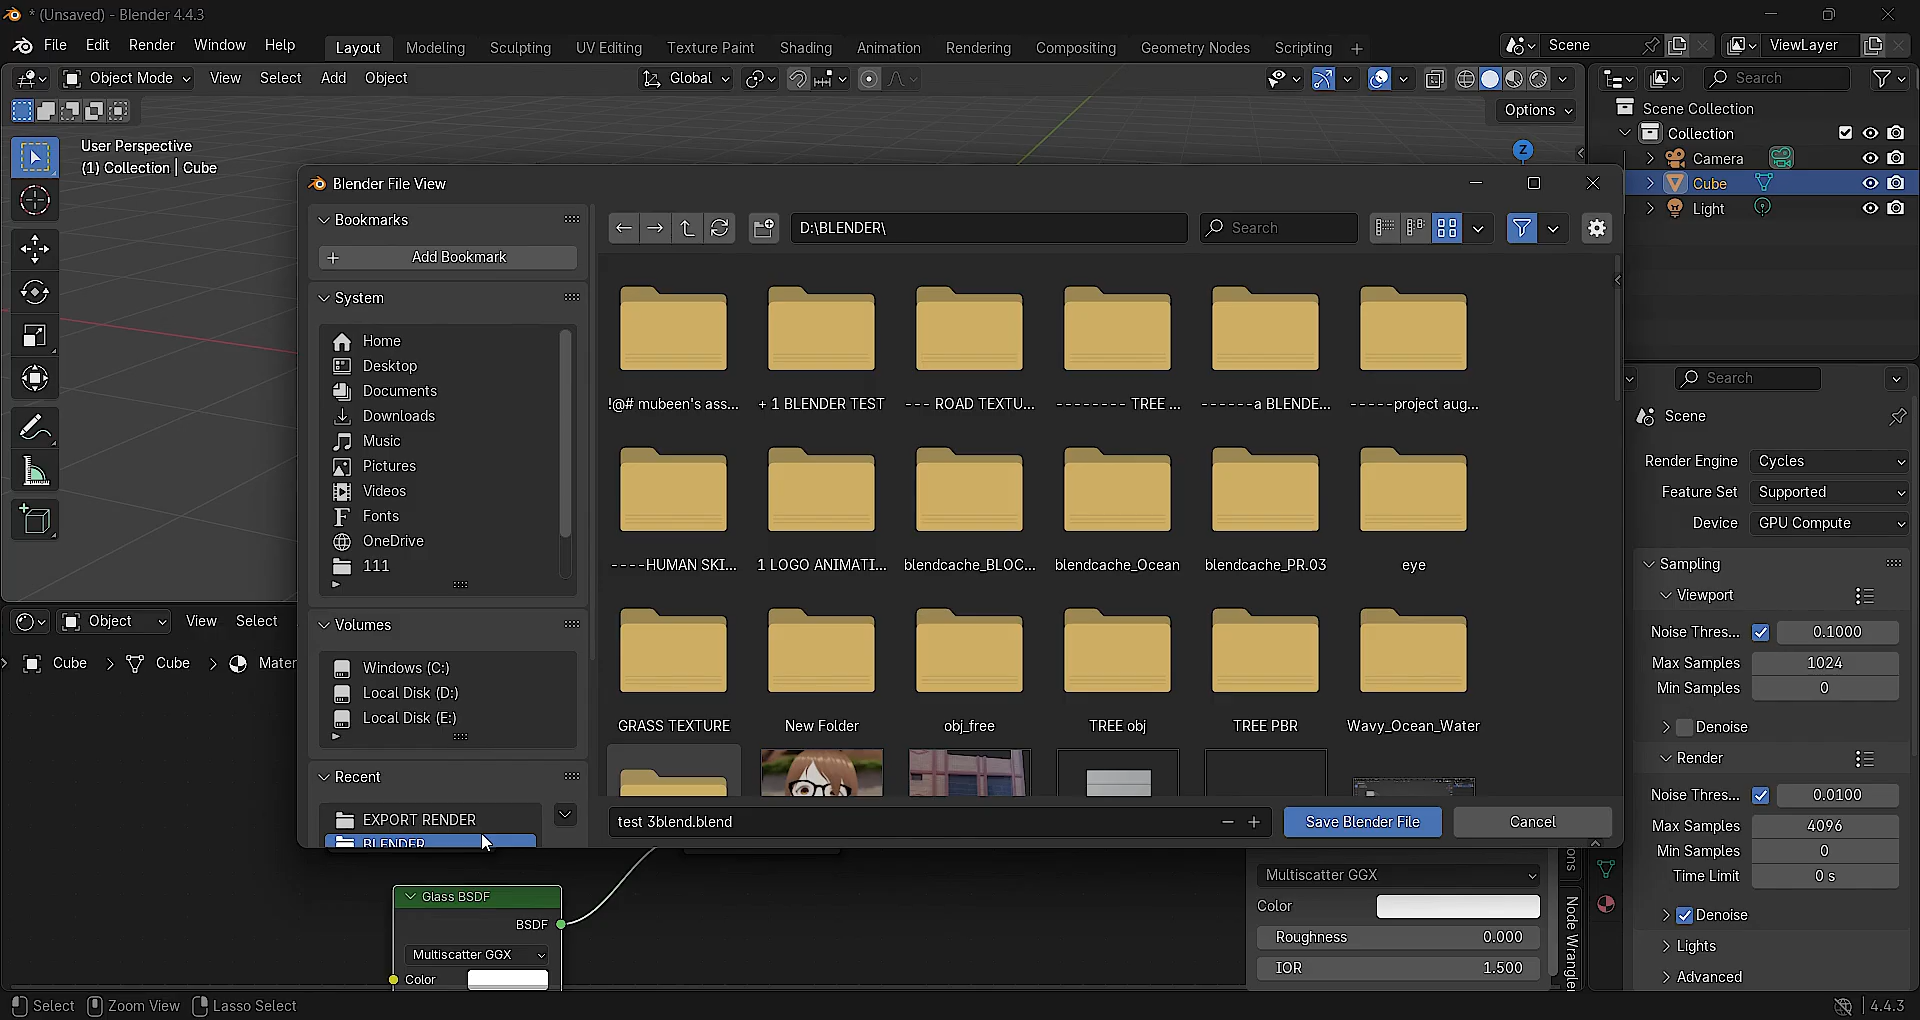 * (Unsaved) - Blender 4.4.3
File Edit Render Window Help Layout Modeling Sculpting UV Editing Texture Paint Shading Animation Rendering Compositing Geometry Nodes Scripting + Scene ViewLayer
Object Mode View Select Add Object Global Search
Options
User Perspective
(1) Collection | Cube
Z
Scene Collection
Collection
Camera
Cube
Light
Blender File View
Bookmarks
Add Bookmark
System
Home
Desktop
Documents
Downloads
Music
Pictures
Videos
Fonts
OneDrive
111
Volumes
Windows (C:)
Local Disk (D:)
Local Disk (E:)
Recent
EXPORT RENDER
BLENDER
D:\BLENDER\ Search
!@# mubeen's ass... + 1 BLENDER TEST --- ROAD TEXTU... -------- TREE ... ------a BLENDE... -----project aug...
----HUMAN SKI... 1 LOGO ANIMATI... blendcache_BLOC... blendcache_Ocean blendcache_PR.03 eye
GRASS TEXTURE New Folder obj_free TREE obj TREE PBR Wavy_Ocean_Water
test 3blend.blend − + Save Blender File Cancel
Object View Select
Cube > Cube > Mater
Glass BSDF
BSDF
Multiscatter GGX
Color
Multiscatter GGX
Color
Roughness 0.000
IOR 1.500
ons
Node Wrangler
Search
Scene
Render Engine Cycles
Feature Set Supported
Device GPU Compute
Sampling
Viewport
Noise Thres... 0.1000
Max Samples 1024
Min Samples 0
Denoise
Render
Noise Thres... 0.0100
Max Samples 4096
Min Samples 0
Time Limit 0 s
Denoise
Lights
Advanced
Select Zoom View Lasso Select 4.4.3